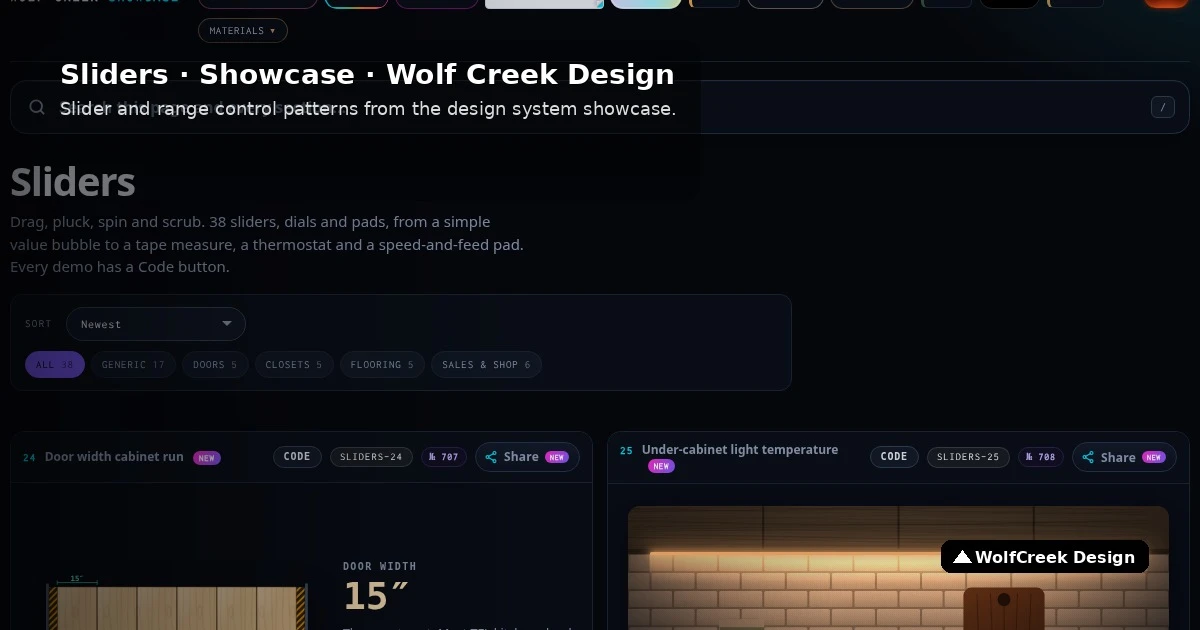 MATERIALS ▾
Sliders · Showcase · Wolf Creek Design
Slider and range control patterns from the design system showcase.
/
Sliders
Drag, pluck, spin and scrub. 38 sliders, dials and pads, from a simple
value bubble to a tape measure, a thermostat and a speed-and-feed pad.
Every demo has a Code button.
SORT Newest
ALL 38 GENERIC 17 DOORS 5 CLOSETS 5 FLOORING 5 SALES & SHOP 6
24 Door width cabinet run NEW CODE SLIDERS-24 № 707 Share NEW
25 Under-cabinet light temperature NEW CODE SLIDERS-25 № 708 Share NEW
DOOR WIDTH
15″
15″
WolfCreek Design